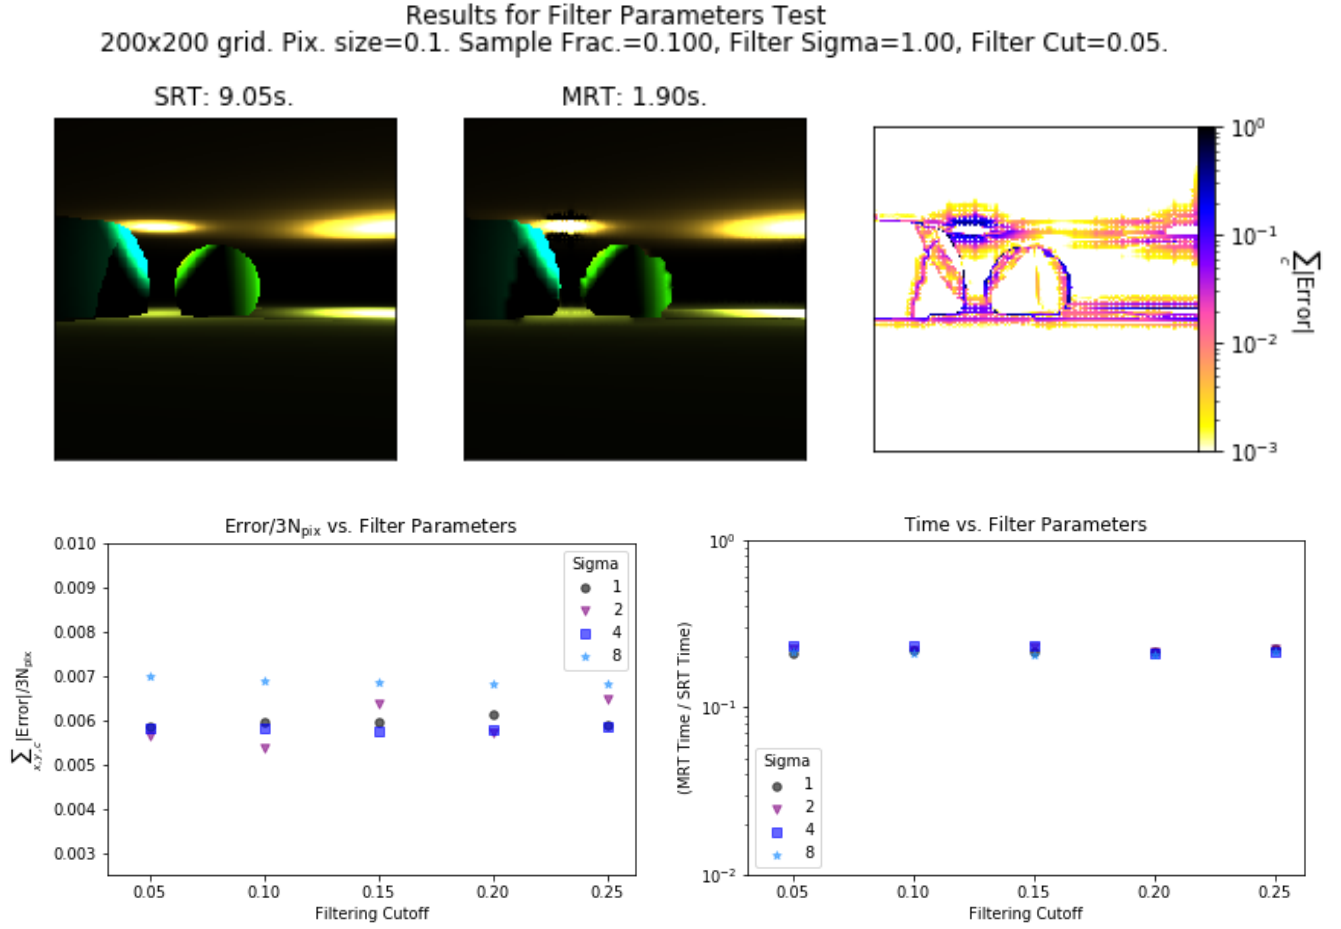 Results for Filter Parameters Test
200x200 grid. Pix. size=0.1. Sample Frac.=0.100, Filter Sigma=1.00, Filter Cut=0.05.
SRT: 9.05s.
MRT: 1.90s.
10⁰
10⁻¹
10⁻²
10⁻³
∑_c|Error|
Error/3N_pix vs. Filter Parameters
0.010
0.009
0.008
0.007
0.006
0.005
0.004
0.003
∑_{x,y,c}|Error|/3N_pix
Sigma
1
2
4
8
0.05 0.10 0.15 0.20 0.25
Filtering Cutoff
Time vs. Filter Parameters
10⁰
10⁻¹
10⁻²
(MRT Time / SRT Time)
Sigma
1
2
4
8
0.05 0.10 0.15 0.20 0.25
Filtering Cutoff